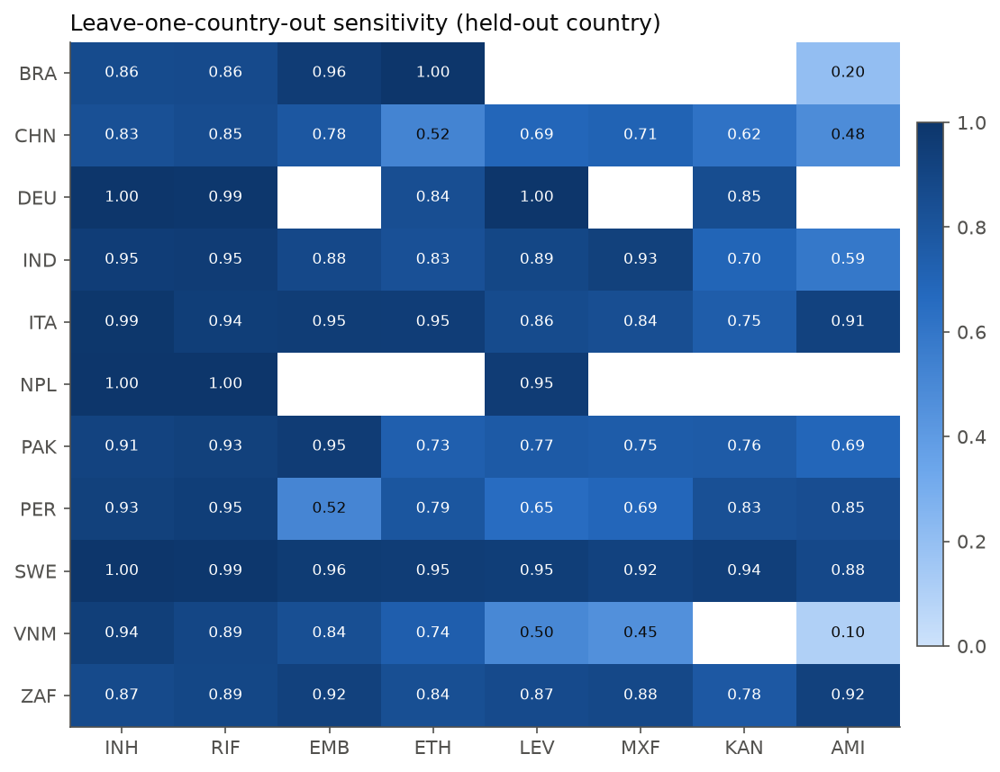 Leave-one-country-out sensitivity (held-out country)
BRA 0.86 0.86 0.96 1.00 0.20
CHN 0.83 0.85 0.78 0.52 0.69 0.71 0.62 0.48
DEU 1.00 0.99 0.84 1.00 0.85
IND 0.95 0.95 0.88 0.83 0.89 0.93 0.70 0.59
ITA 0.99 0.94 0.95 0.95 0.86 0.84 0.75 0.91
NPL 1.00 1.00 0.95
PAK 0.91 0.93 0.95 0.73 0.77 0.75 0.76 0.69
PER 0.93 0.95 0.52 0.79 0.65 0.69 0.83 0.85
SWE 1.00 0.99 0.96 0.95 0.95 0.92 0.94 0.88
VNM 0.94 0.89 0.84 0.74 0.50 0.45 0.10
ZAF 0.87 0.89 0.92 0.84 0.87 0.88 0.78 0.92
INH RIF EMB ETH LEV MXF KAN AMI
1.0
0.8
0.6
0.4
0.2
0.0